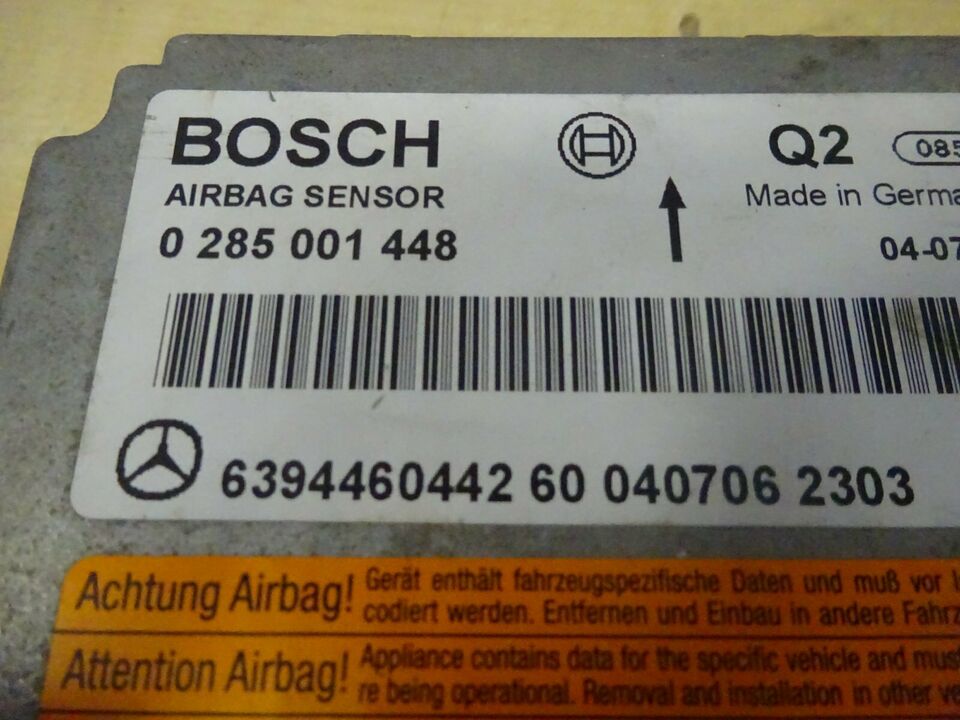 BOSCH
Q2 085
AIRBAG SENSOR
Made in Germa
0 285 001 448
04-07
6394460442 60 040706 2303
Achtung Airbag!
Gerät enthält fahrzeugspezifische Daten und muß vor
codiert werden. Entfernen und Einbau in andere Fahrz
Attention Airbag!
Appliance contains data for the specific vehicle and must
re being operational. Removal and installation in other ve